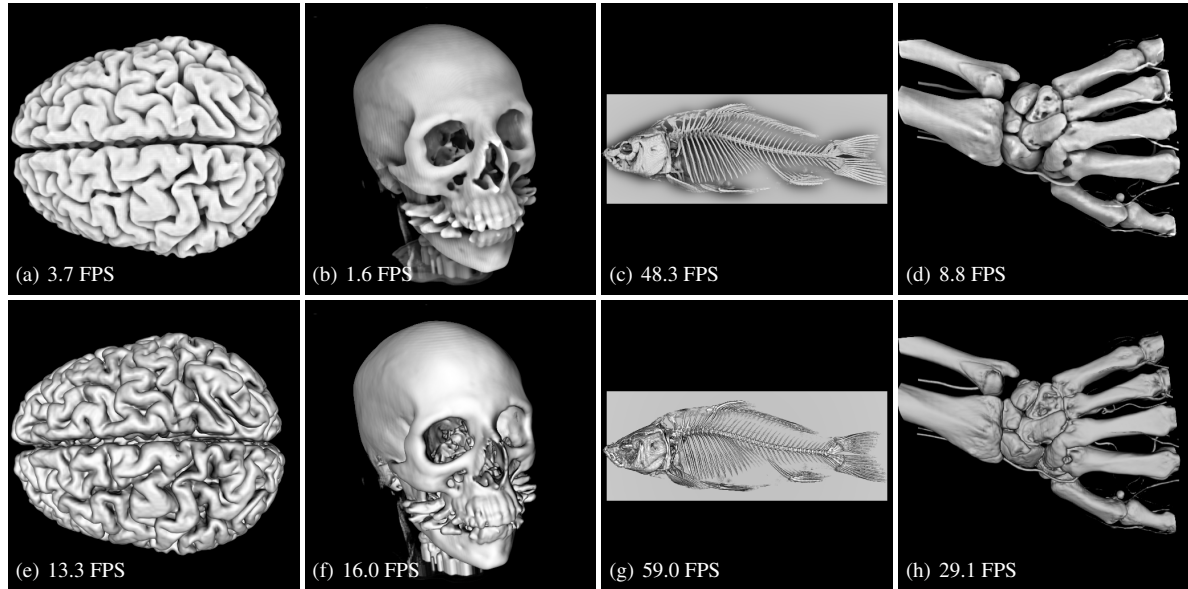 (a) 3.7 FPS
(b) 1.6 FPS
(c) 48.3 FPS
(d) 8.8 FPS
(e) 13.3 FPS
(f) 16.0 FPS
(g) 59.0 FPS
(h) 29.1 FPS